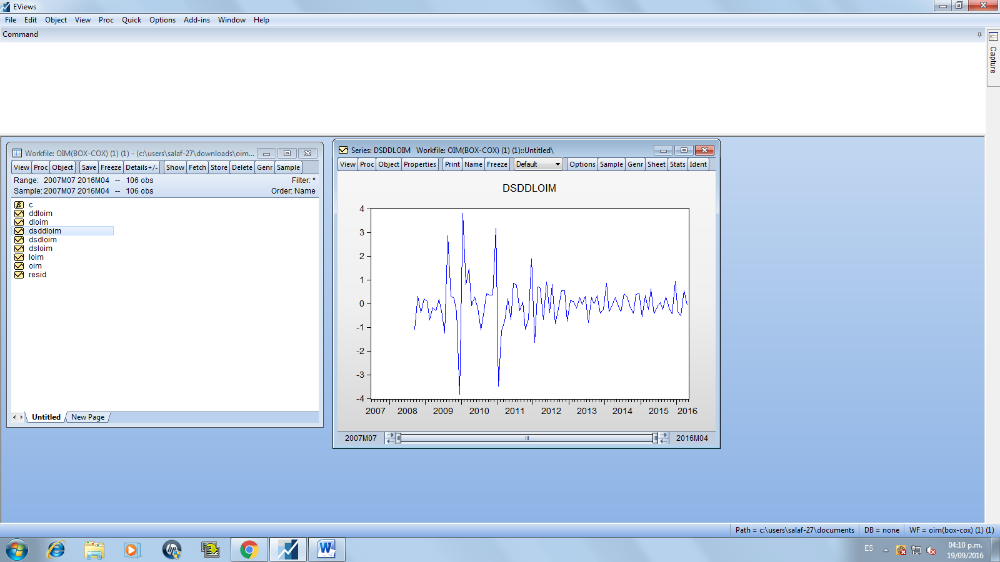 EViews
File Edit Object View Proc Quick Options Add-ins Window Help
Command
Capture
Workfile: OIM(BOX-COX) (1) (1) - (c:\users\salaf-27\downloads\oim...
View Proc Object Save Freeze Details+/- Show Fetch Store Delete Genr Sample
Range: 2007M07 2016M04 -- 106 obs Filter: *
Sample: 2007M07 2016M04 -- 106 obs Order: Name
c
ddloim
dloim
dsddloim
dsdloim
dsloim
loim
oim
resid
Untitled New Page
Series: DSDDLOIM Workfile: OIM(BOX-COX) (1) (1)::Untitled\
View Proc Object Properties Print Name Freeze Default Options Sample Genr Sheet Stats Ident
DSDDLOIM
4
3
2
1
0
-1
-2
-3
-4
2007 2008 2009 2010 2011 2012 2013 2014 2015 2016
2007M07 2016M04
Path = c:\users\salaf-27\documents DB = none WF = oim(box-cox) (1) (1)
ES
04:10 p.m.
19/09/2016